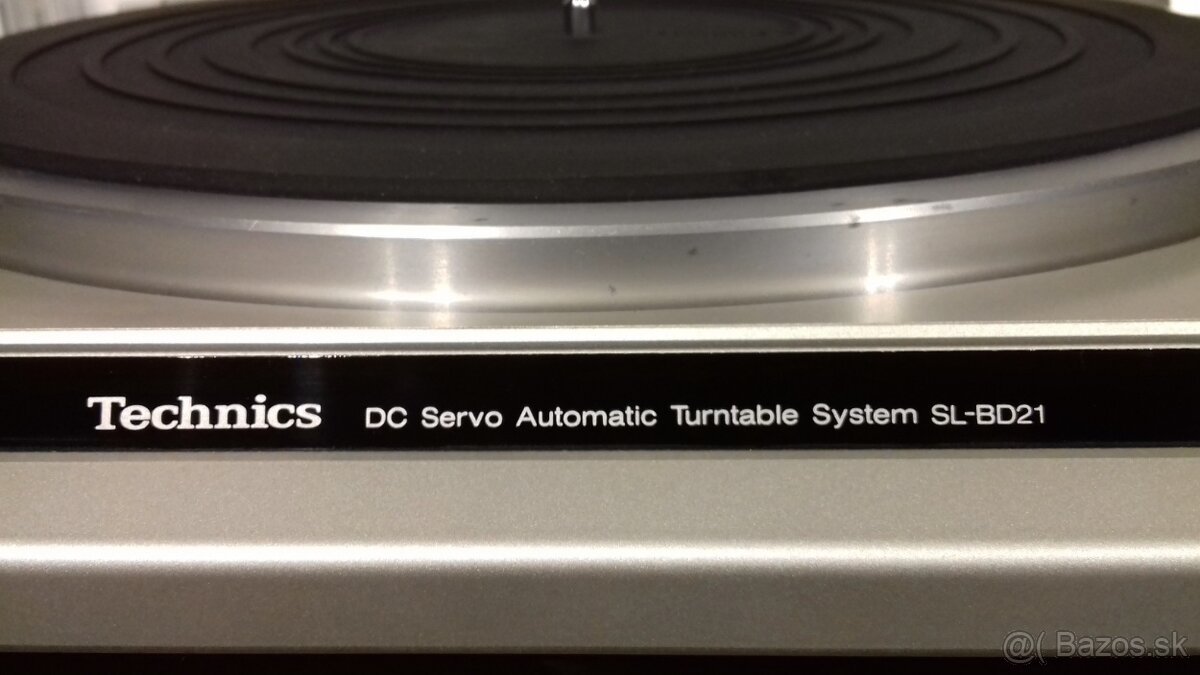 Technics DC Servo Automatic Turntable System SL-BD21
@( Bazos.sk